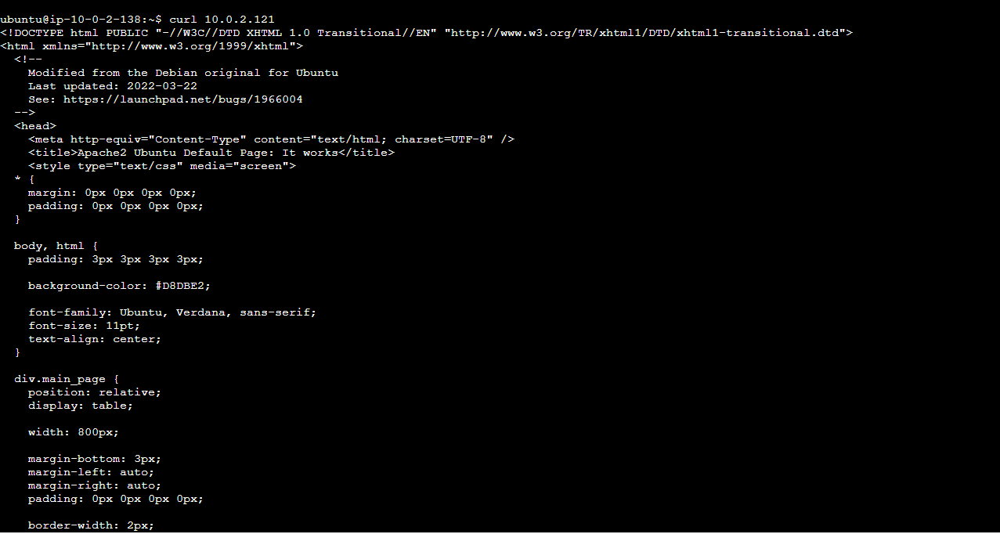 ubuntu@ip-10-0-2-138:~$ curl 10.0.2.121
<!DOCTYPE html PUBLIC "-//W3C//DTD XHTML 1.0 Transitional//EN" "http://www.w3.org/TR/xhtml1/DTD/xhtml1-transitional.dtd">
<html xmlns="http://www.w3.org/1999/xhtml">
  <!--
    Modified from the Debian original for Ubuntu
    Last updated: 2022-03-22
    See: https://launchpad.net/bugs/1966004
  -->
  <head>
    <meta http-equiv="Content-Type" content="text/html; charset=UTF-8" />
    <title>Apache2 Ubuntu Default Page: It works</title>
    <style type="text/css" media="screen">
  * {
    margin: 0px 0px 0px 0px;
    padding: 0px 0px 0px 0px;
  }
  body, html {
    padding: 3px 3px 3px 3px;
    background-color: #D8DBE2;
    font-family: Ubuntu, Verdana, sans-serif;
    font-size: 11pt;
    text-align: center;
  }
  div.main_page {
    position: relative;
    display: table;
    width: 800px;
    margin-bottom: 3px;
    margin-left: auto;
    margin-right: auto;
    padding: 0px 0px 0px 0px;
    border-width: 2px;